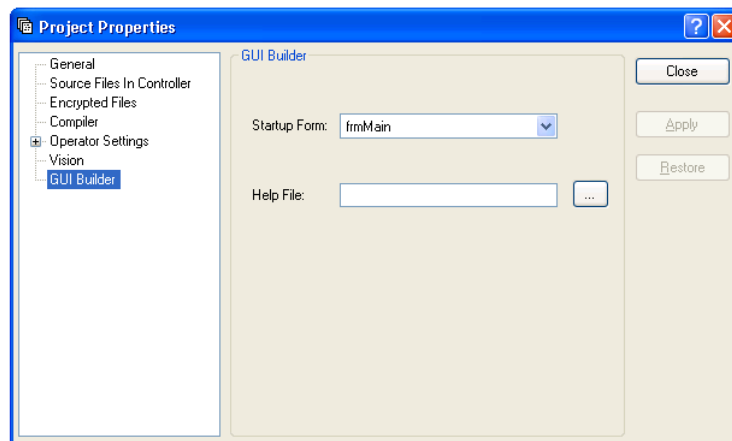 Project Properties
General
Source Files In Controller
Encrypted Files
Compiler
Operator Settings
Vision
GUI Builder
GUI Builder
Startup Form: frmMain
Help File: ...
Close
Apply
Restore